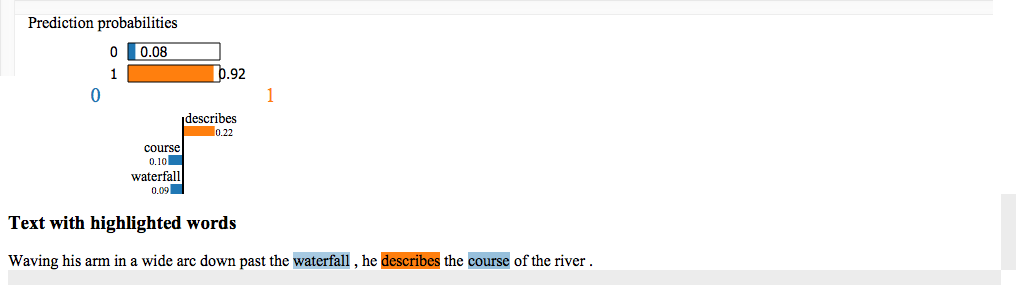 Prediction probabilities
0 0.08
1 0.92
0 1
describes
0.22
course
0.10
waterfall
0.09
Text with highlighted words
Waving his arm in a wide arc down past the waterfall , he describes the course of the river .